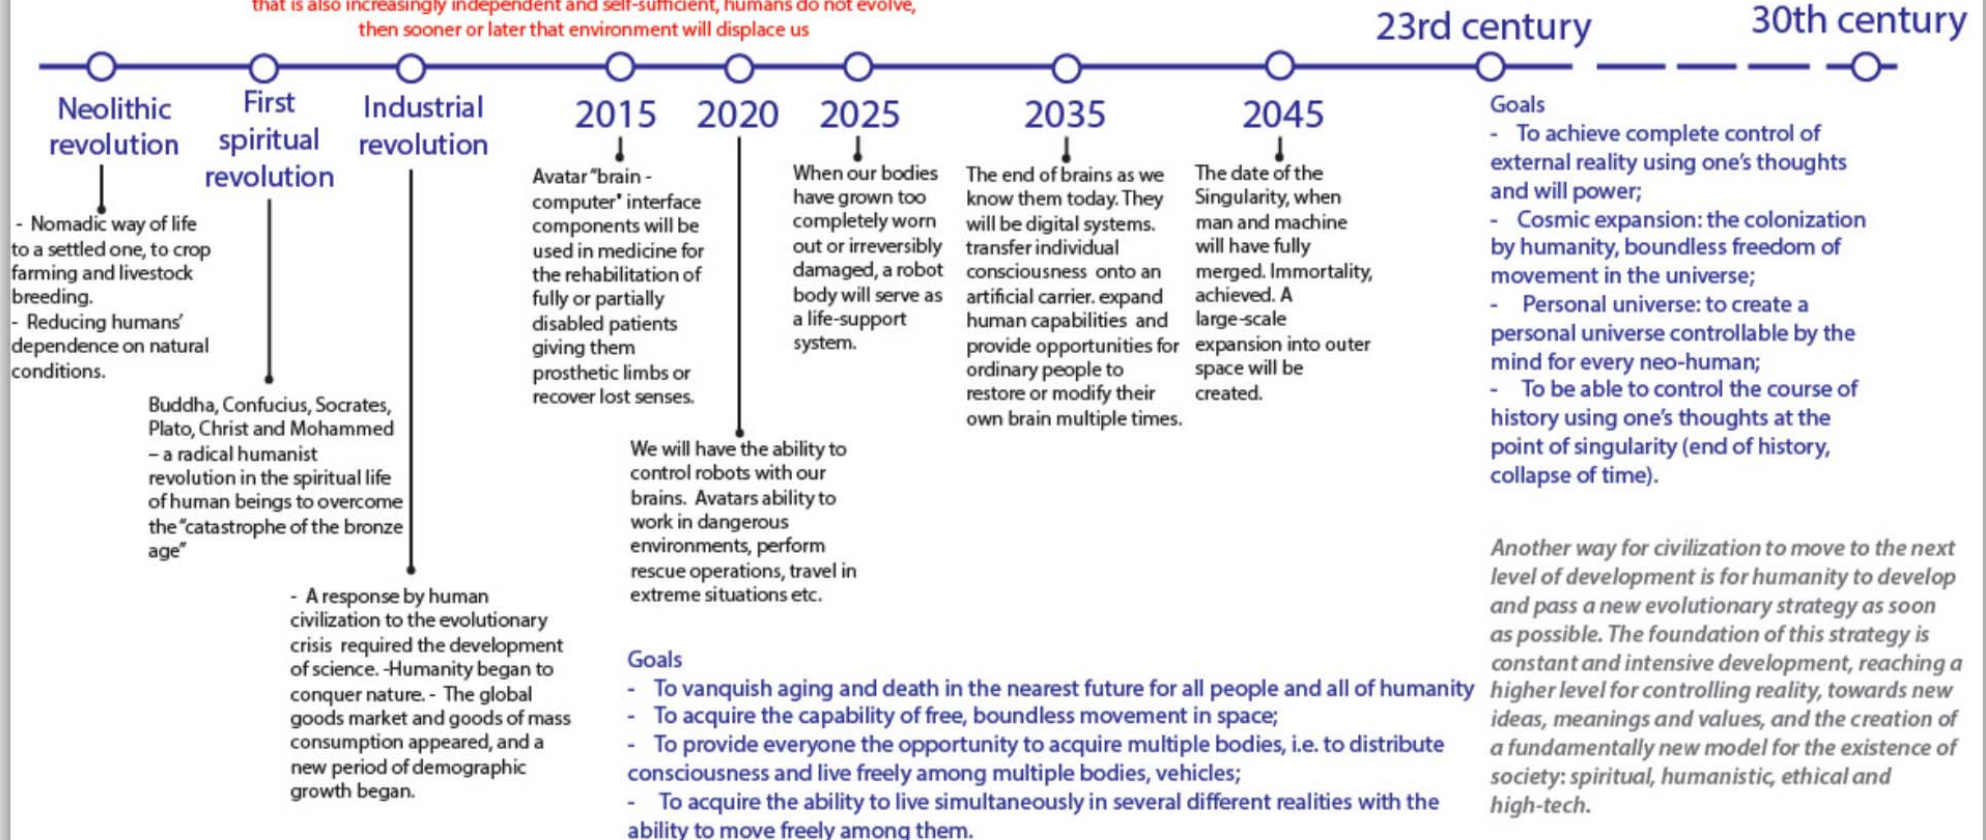 that is also increasingly independent and self-sufficient, humans do not evolve,
then sooner or later that environment will displace us
23rd century
30th century
Neolithic
revolution
First
spiritual
revolution
Industrial
revolution
2015
2020
2025
2035
2045
- Nomadic way of life
to a settled one, to crop
farming and livestock
breeding.
- Reducing humans'
dependence on natural
conditions.
Buddha, Confucius, Socrates,
Plato, Christ and Mohammed
– a radical humanist
revolution in the spiritual life
of human beings to overcome
the "catastrophe of the bronze
age"
- A response by human
civilization to the evolutionary
crisis required the development
of science. -Humanity began to
conquer nature. - The global
goods market and goods of mass
consumption appeared, and a
new period of demographic
growth began.
Avatar "brain -
computer" interface
components will be
used in medicine for
the rehabilitation of
fully or partially
disabled patients
giving them
prosthetic limbs or
recover lost senses.
We will have the ability to
control robots with our
brains. Avatars ability to
work in dangerous
environments, perform
rescue operations, travel in
extreme situations etc.
When our bodies
have grown too
completely worn
out or irreversibly
damaged, a robot
body will serve as
a life-support
system.
The end of brains as we
know them today. They
will be digital systems.
transfer individual
consciousness onto an
artificial carrier. expand
human capabilities and
provide opportunities for
ordinary people to
restore or modify their
own brain multiple times.
The date of the
Singularity, when
man and machine
will have fully
merged. Immortality,
achieved. A
large-scale
expansion into outer
space will be
created.
Goals
- To vanquish aging and death in the nearest future for all people and all of humanity
- To acquire the capability of free, boundless movement in space;
- To provide everyone the opportunity to acquire multiple bodies, i.e. to distribute
consciousness and live freely among multiple bodies, vehicles;
- To acquire the ability to live simultaneously in several different realities with the
ability to move freely among them.
Goals
- To achieve complete control of
external reality using one's thoughts
and will power;
- Cosmic expansion: the colonization
by humanity, boundless freedom of
movement in the universe;
- Personal universe: to create a
personal universe controllable by the
mind for every neo-human;
- To be able to control the course of
history using one's thoughts at the
point of singularity (end of history,
collapse of time).
Another way for civilization to move to the next
level of development is for humanity to develop
and pass a new evolutionary strategy as soon
as possible. The foundation of this strategy is
constant and intensive development, reaching a
higher level for controlling reality, towards new
ideas, meanings and values, and the creation of
a fundamentally new model for the existence of
society: spiritual, humanistic, ethical and
high-tech.